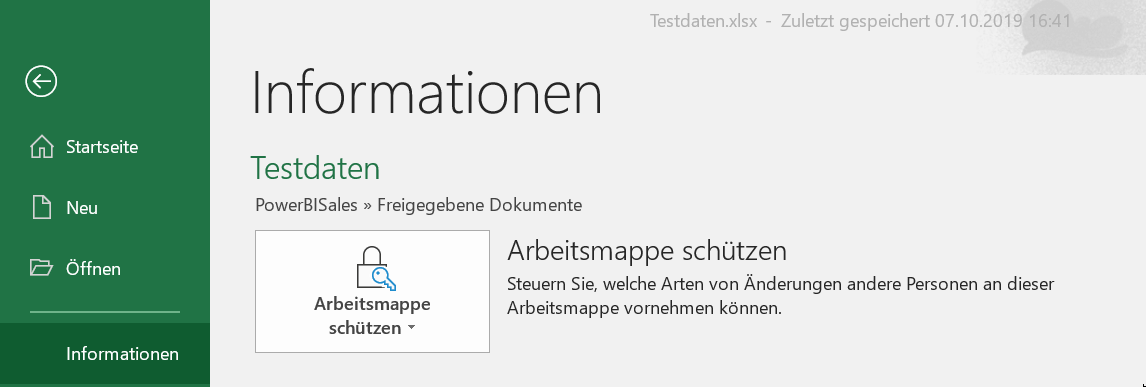 Testdaten.xlsx - Zuletzt gespeichert 07.10.2019 16:41
Informationen
Startseite
Testdaten
Neu
PowerBISales » Freigegebene Dokumente
Öffnen
Arbeitsmappe
schützen
Arbeitsmappe schützen
Steuern Sie, welche Arten von Änderungen andere Personen an dieser
Arbeitsmappe vornehmen können.
Informationen